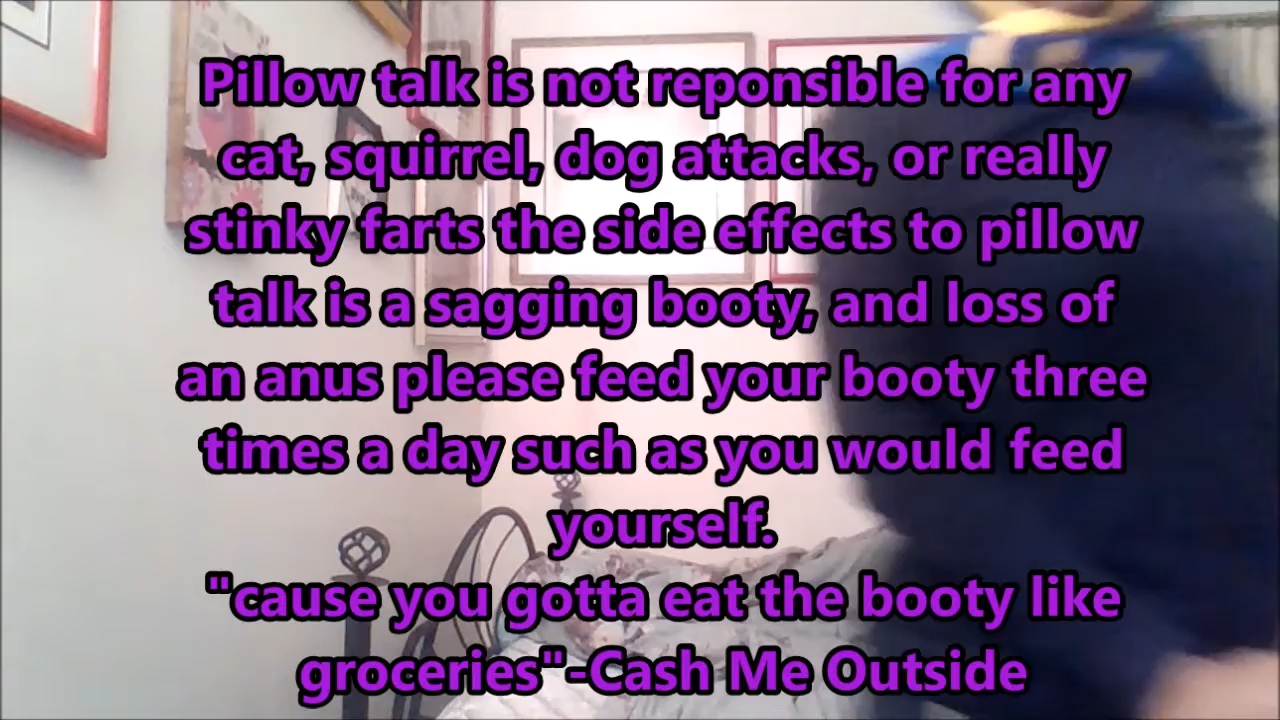 Pillow talk is not reponsible for any
cat, squirrel, dog attacks, or really
stinky farts the side effects to pillow
talk is a sagging booty, and loss of
an anus please feed your booty three
times a day such as you would feed
yourself.
"cause you gotta eat the booty like
groceries"-Cash Me Outside